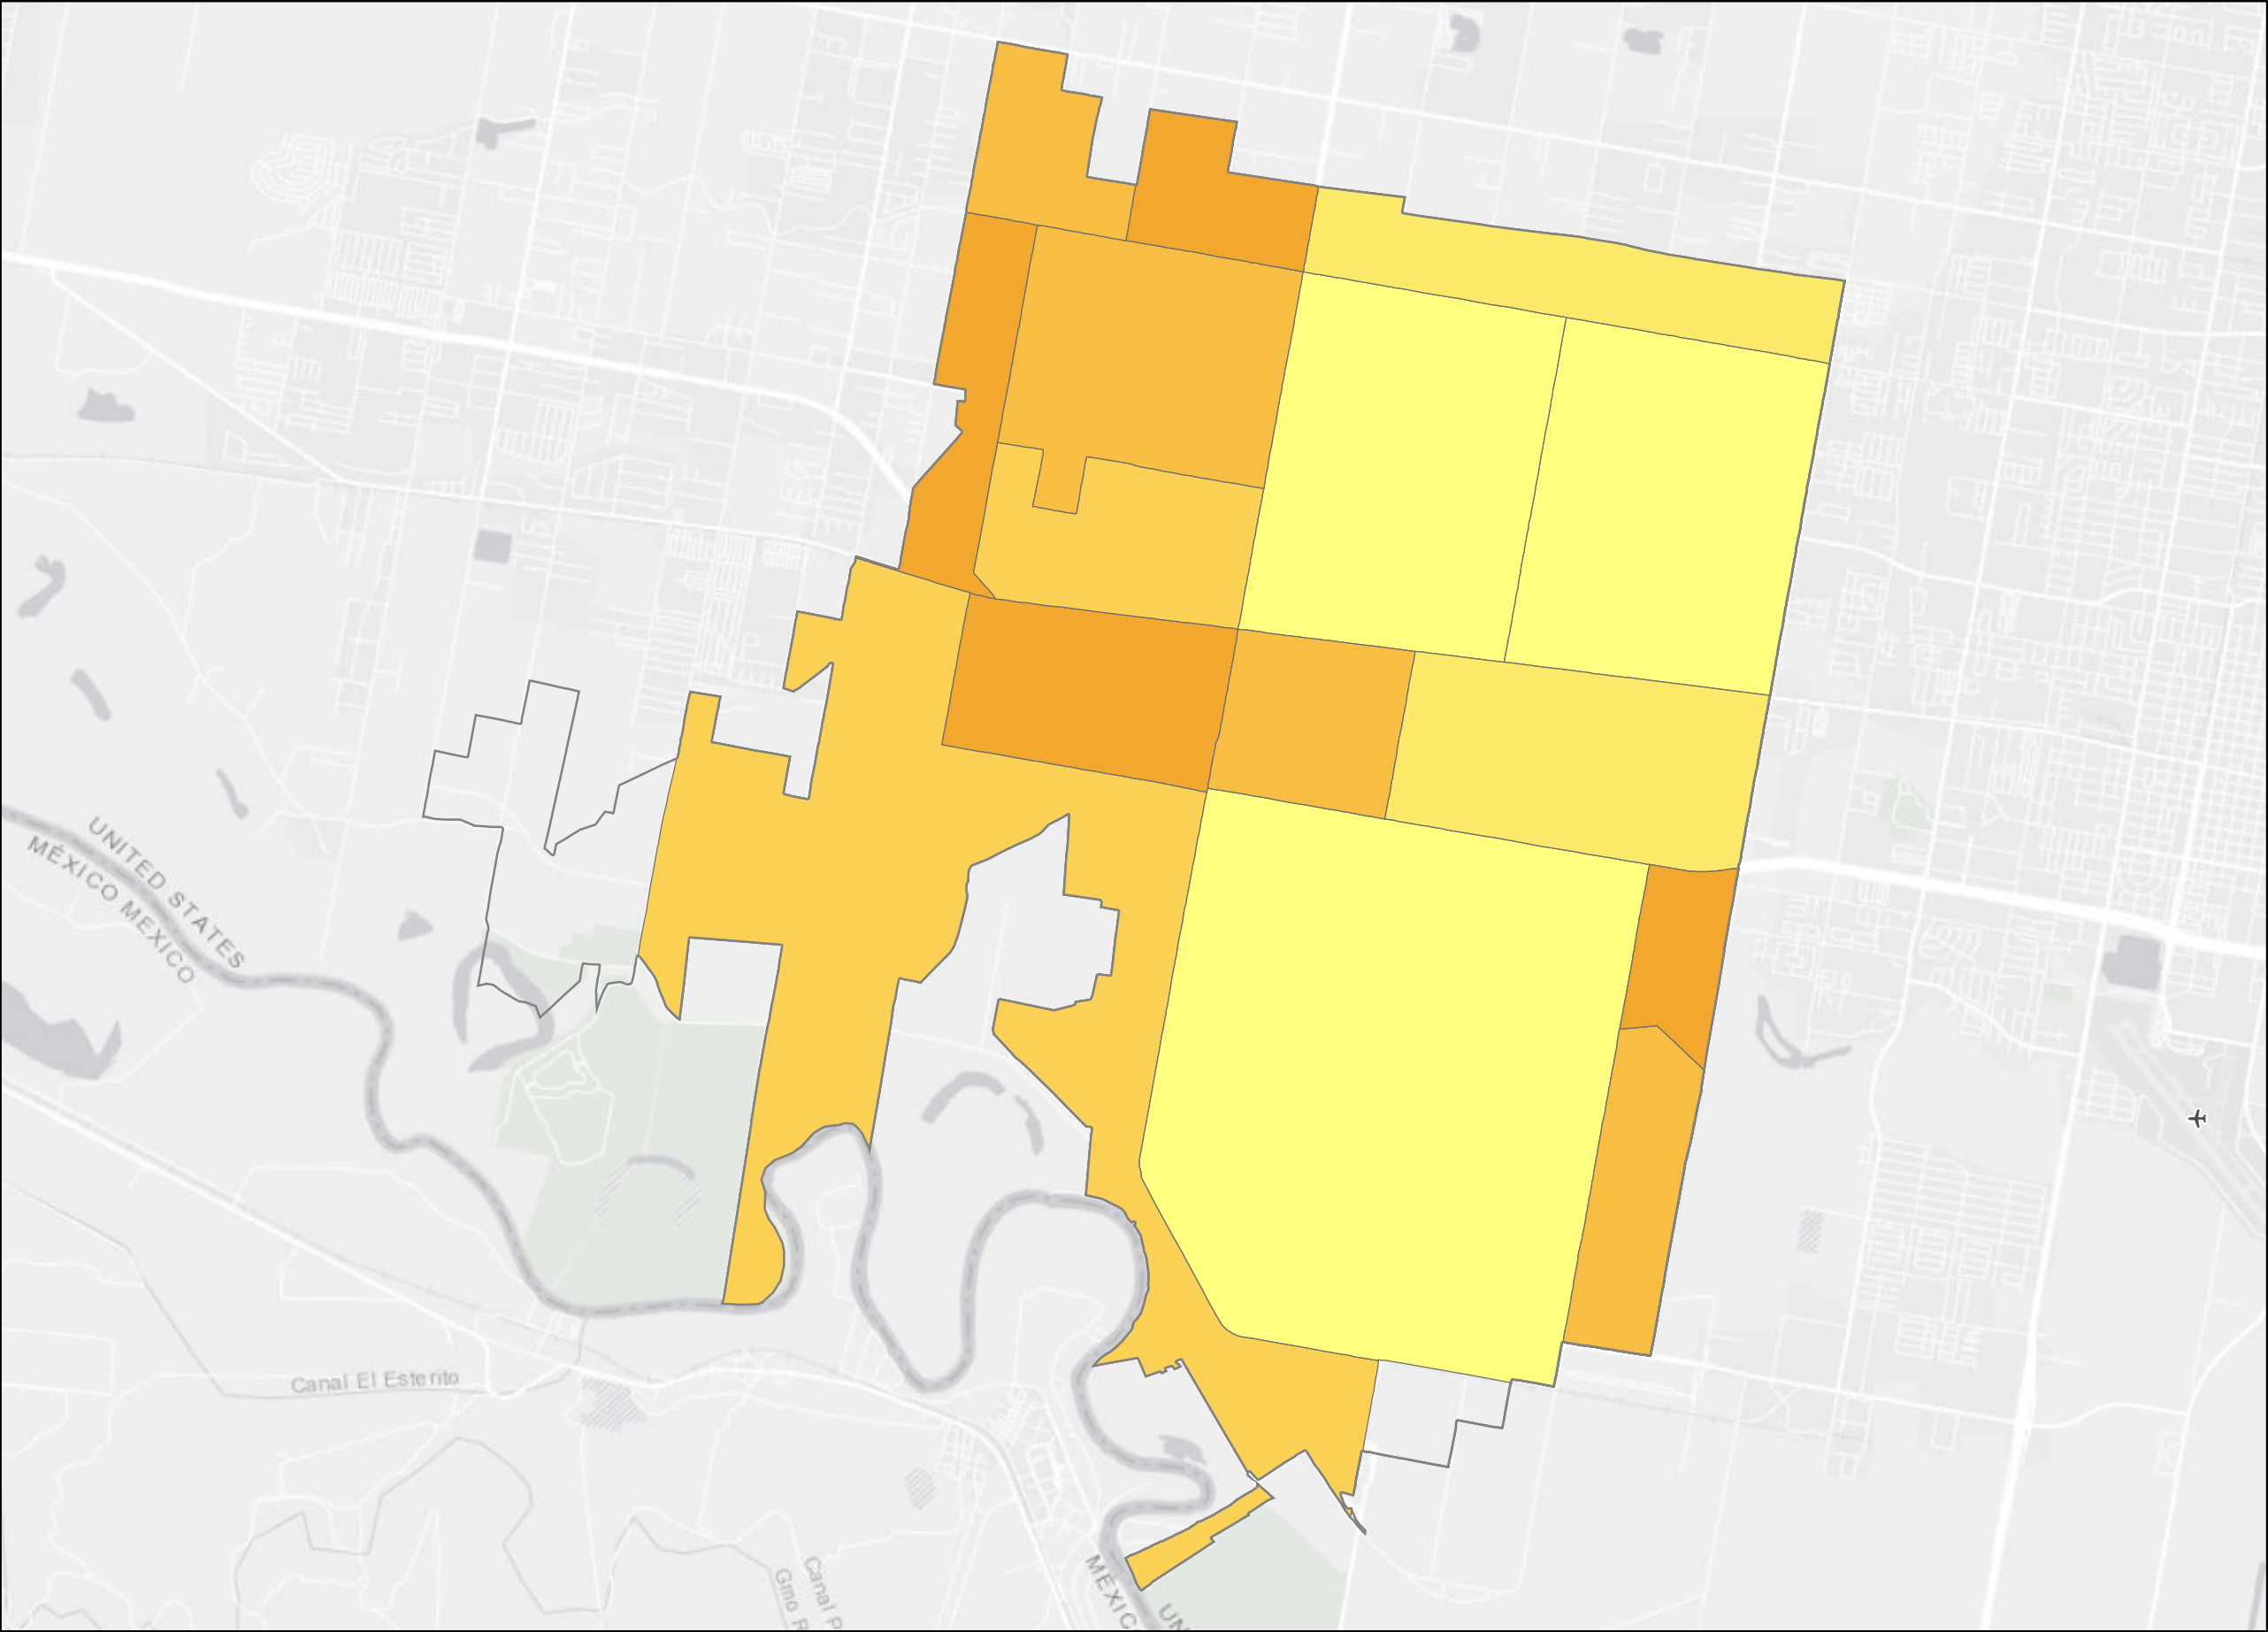 UNITED STATES
MÉXICO MEXICO
Canal El Esterito
Canal P
Gmo R
MÉXIC
UN